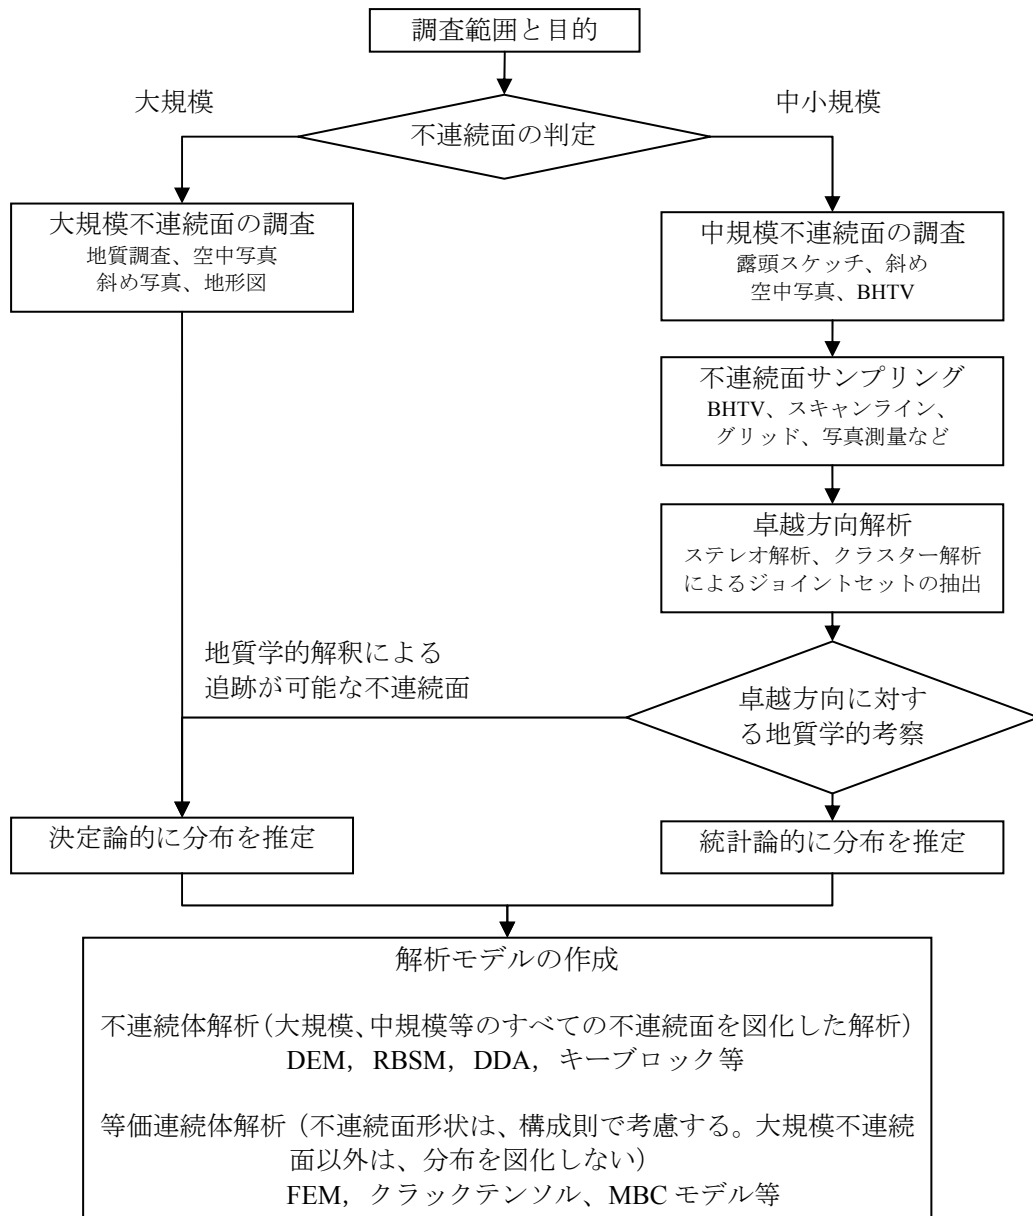 調査範囲と目的
大規模
中小規模
不連続面の判定
大規模不連続面の調査
地質調査、空中写真
斜め写真、地形図
中規模不連続面の調査
露頭スケッチ、斜め
空中写真、BHTV
不連続面サンプリング
BHTV、スキャンライン、
グリッド、写真測量など
卓越方向解析
ステレオ解析、クラスター解析
によるジョイントセットの抽出
地質学的解釈による
追跡が可能な不連続面
卓越方向に対す
る地質学的考察
決定論的に分布を推定
統計論的に分布を推定
解析モデルの作成
不連続体解析（大規模、中規模等のすべての不連続面を図化した解析）
DEM，RBSM，DDA，キーブロック等
等価連続体解析（不連続面形状は、構成則で考慮する。大規模不連続
面以外は、分布を図化しない）
FEM，クラックテンソル、MBC モデル等